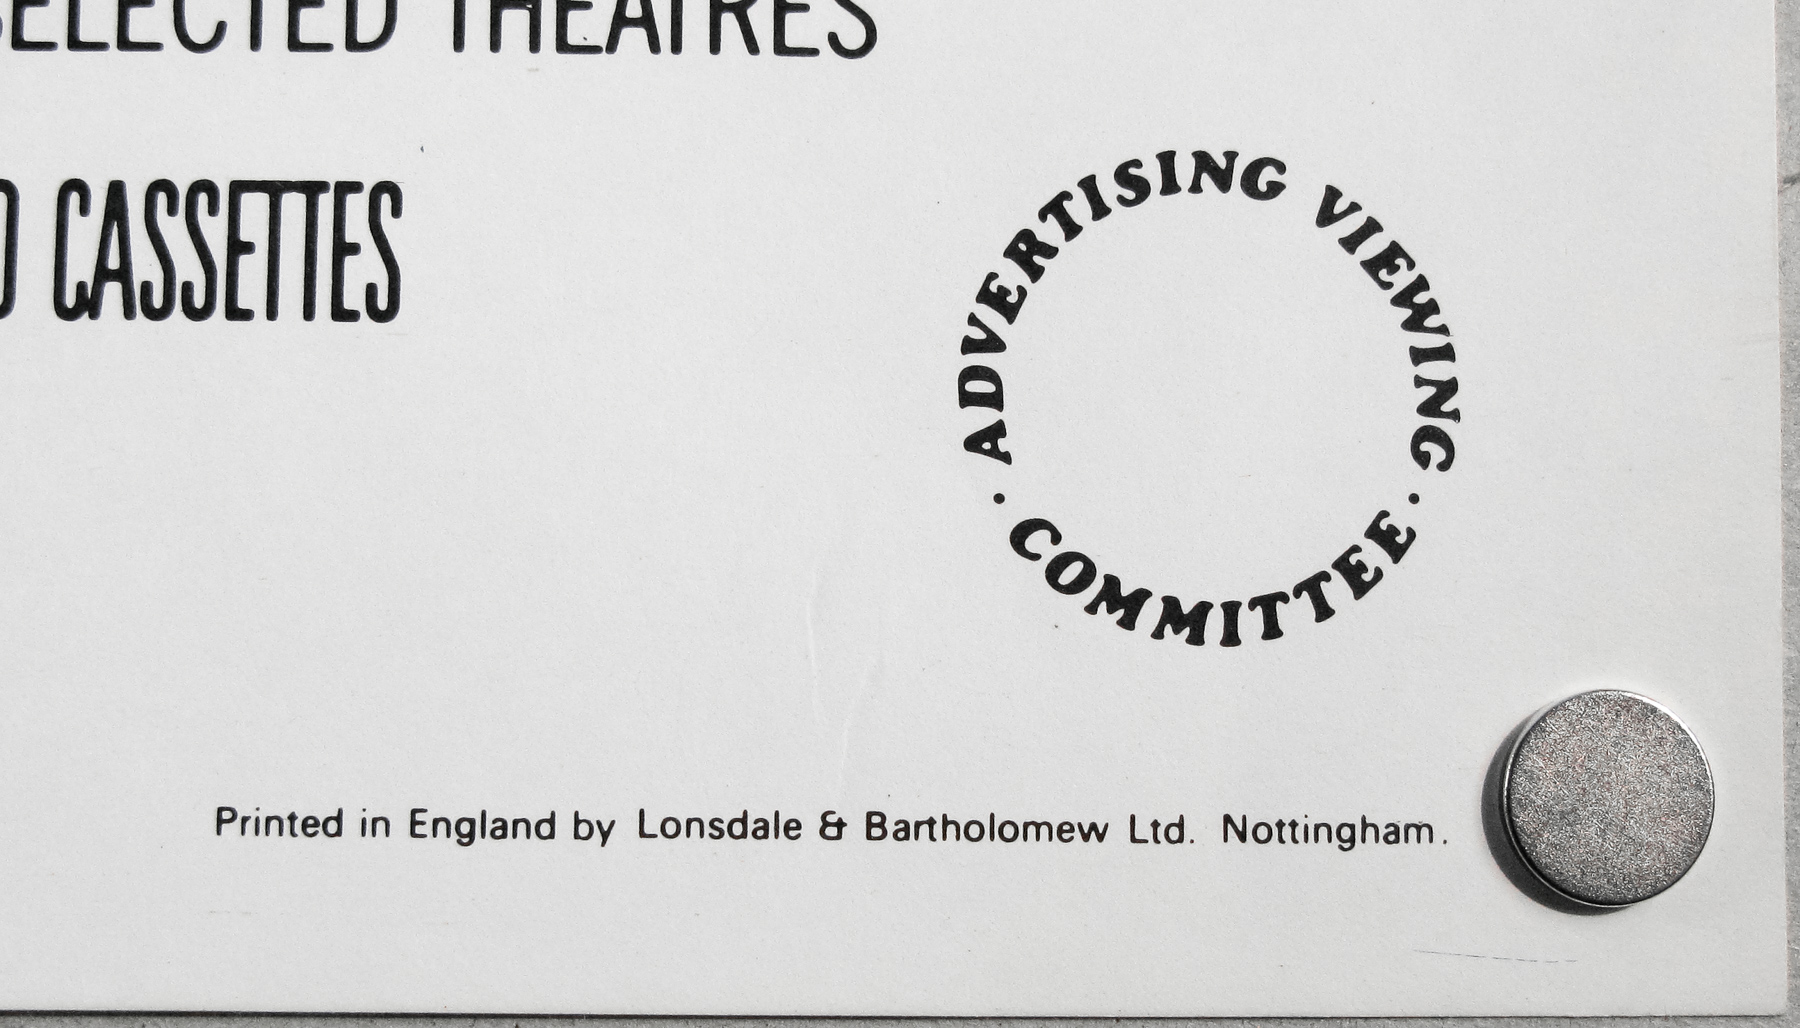 SELECTED THEATRES
CASSETTES
ADVERTISING VIEWING
· COMMITTEE ·
Printed in England by Lonsdale & Bartholomew Ltd. Nottingham.